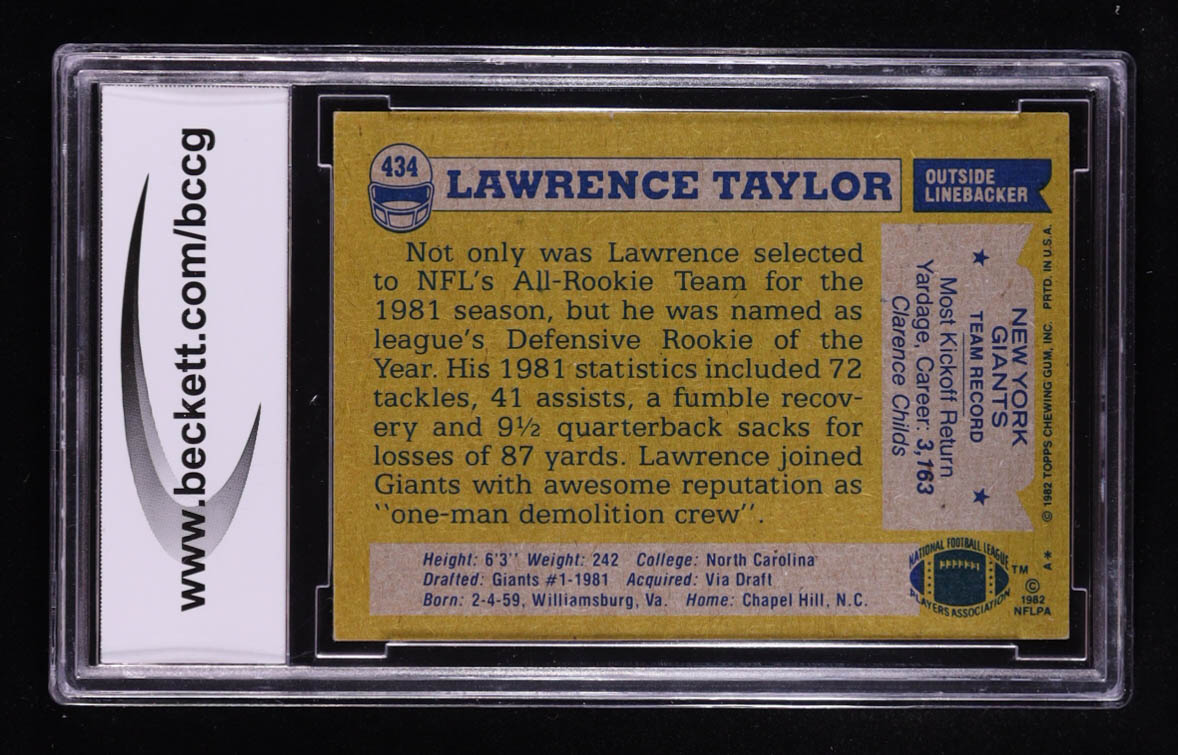 www.beckett.com/bccg
434
LAWRENCE TAYLOR
OUTSIDE
LINEBACKER
Not only was Lawrence selected
to NFL's All-Rookie Team for the
1981 season, but he was named as
league's Defensive Rookie of the
Year. His 1981 statistics included 72
tackles, 41 assists, a fumble recov-
ery and 9½ quarterback sacks for
losses of 87 yards. Lawrence joined
Giants with awesome reputation as
"one-man demolition crew".
NEW YORK
GIANTS
TEAM RECORD
Most Kickoff Return
Yardage, Career: 3,163
Clarence Childs
© 1982 TOPPS CHEWING GUM, INC. PRTD. IN U.S.A.
Height: 6'3'' Weight: 242 College: North Carolina
Drafted: Giants #1-1981 Acquired: Via Draft
Born: 2-4-59, Williamsburg, Va. Home: Chapel Hill, N.C.
NATIONAL FOOTBALL LEAGUE
PLAYERS ASSOCIATION
TM
©
1982
NFLPA
A*